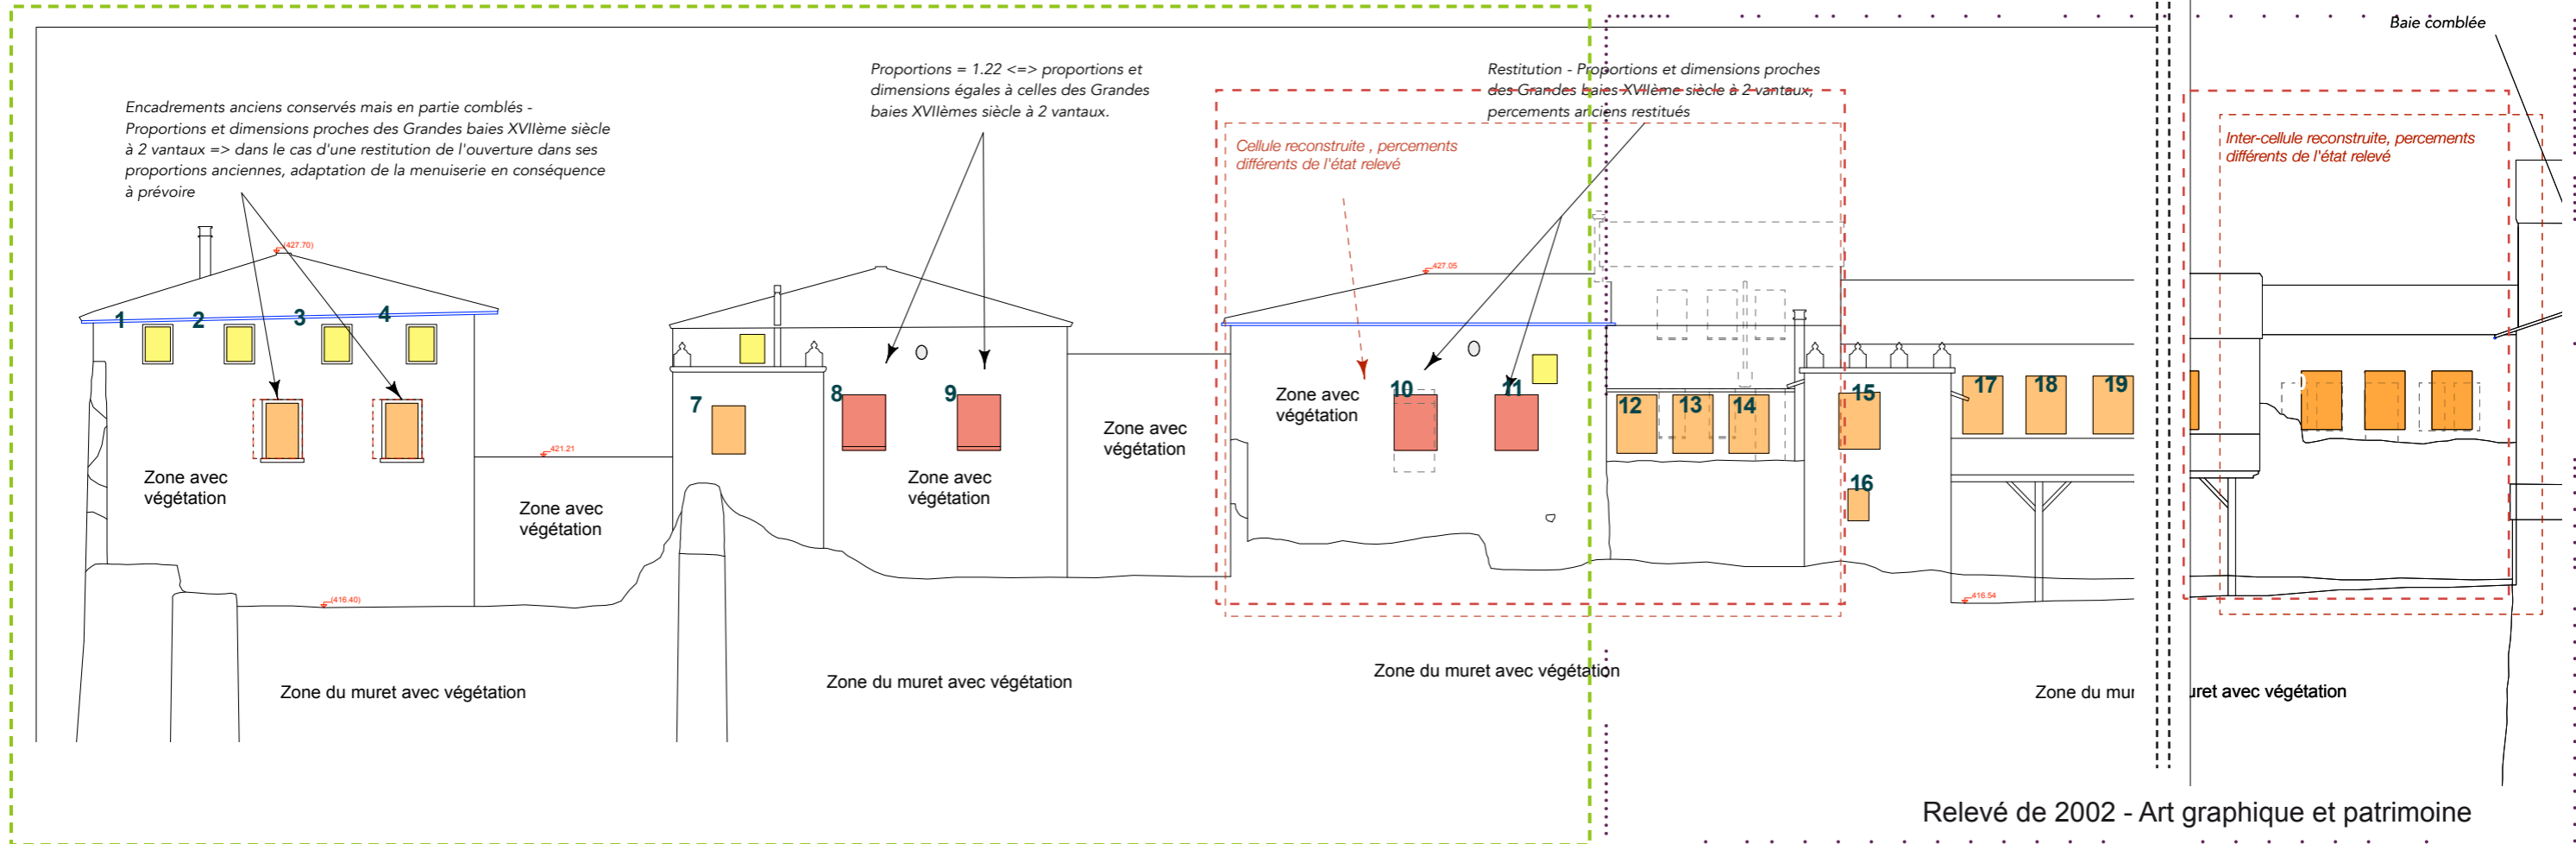 Baie comblée
Proportions = 1.22 <=> proportions et
dimensions égales à celles des Grandes
baies XVIIèmes siècle à 2 vantaux.
Restitution - Proportions et dimensions proches
des Grandes baies XVIIème siècle à 2 vantaux,
percements anciens restitués
Encadrements anciens conservés mais en partie comblés -
Proportions et dimensions proches des Grandes baies XVIIème siècle
à 2 vantaux => dans le cas d'une restitution de l'ouverture dans ses
proportions anciennes, adaptation de la menuiserie en conséquence
à prévoire
Cellule reconstruite , percements
différents de l'état relevé
Inter-cellule reconstruite, percements
différents de l'état relevé
(427.70)
427.05
1
2
3
4
7
8
9
10
11
12
13
14
15
16
17
18
19
Zone avec
végétation
421.21
Zone avec
végétation
Zone avec
végétation
Zone avec
végétation
Zone avec
végétation
(416.40)
416.54
Zone du muret avec végétation
Zone du muret avec végétation
Zone du muret avec végétation
Zone du mur
uret avec végétation
Relevé de 2002 - Art graphique et patrimoine